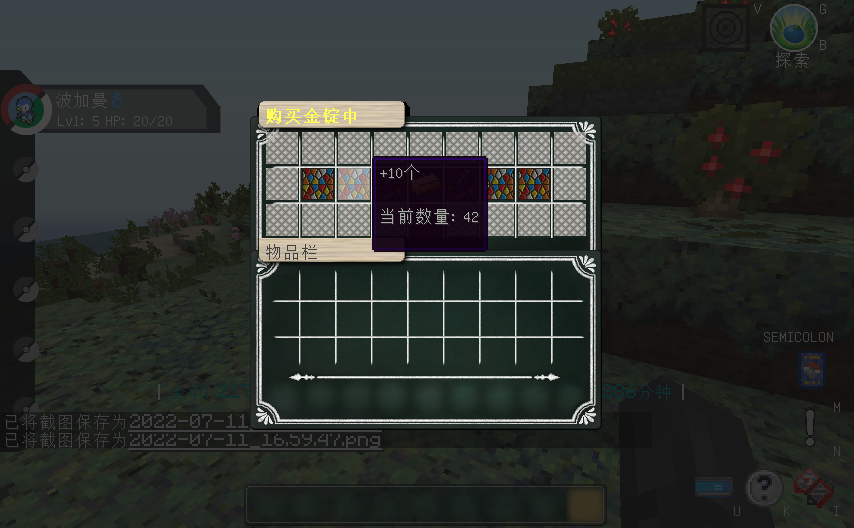 V
G
B
探索
波加曼
Lvl: 5 HP: 20/20
购买金锭中
+10个
当前数量: 42
物品栏
SEMICOLON
分钟 |
已将截图保存为2022-07-11
已将截图保存为2022-07-11_16.59.47.png
M
N
U
K
I